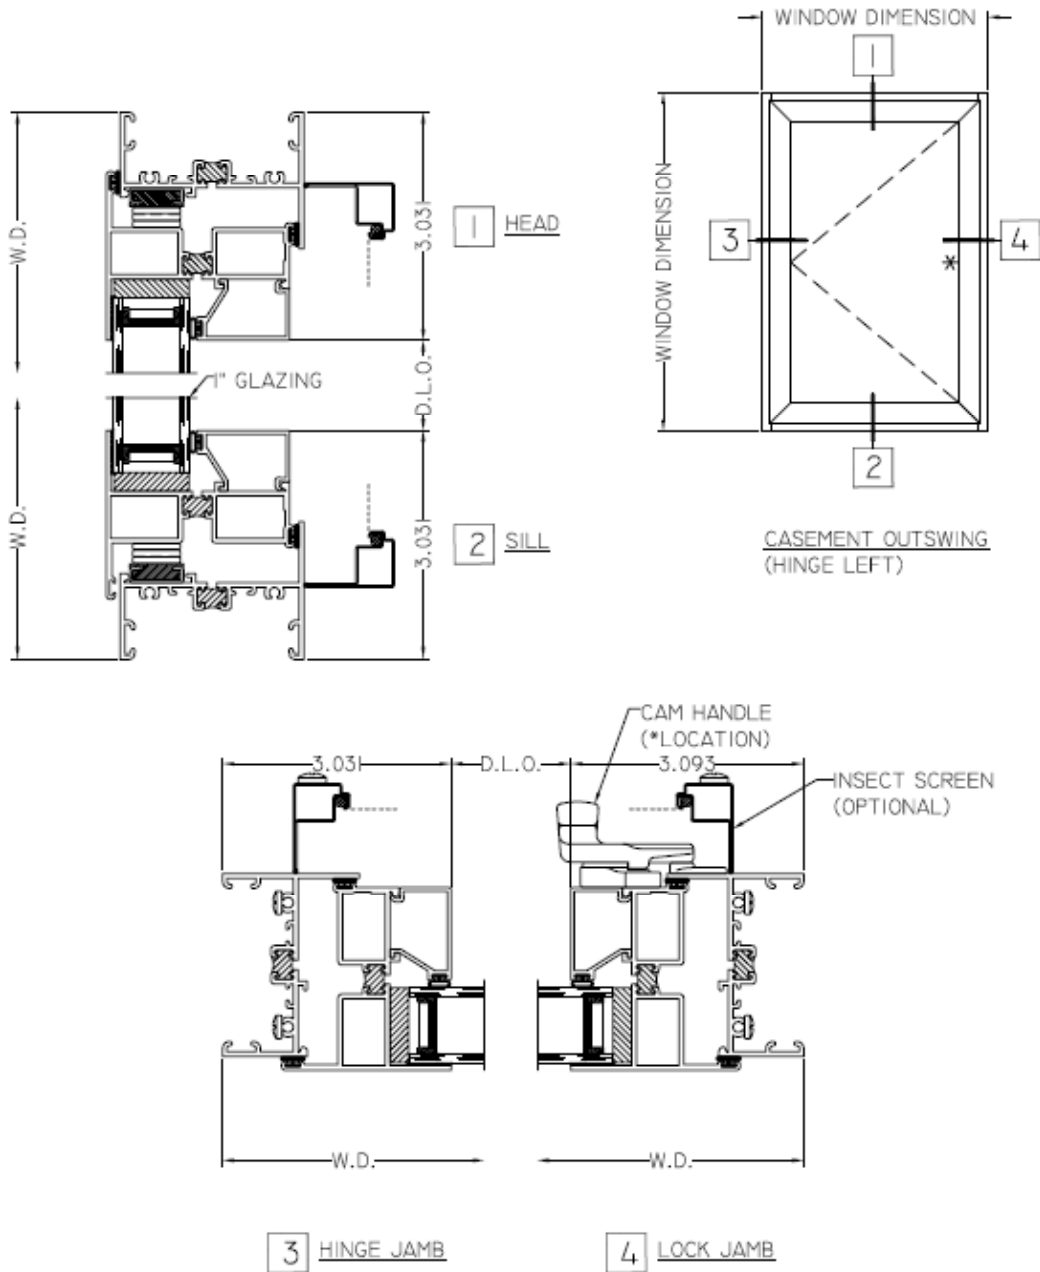 WINDOW DIMENSION
1
W.D.
3.031
1 HEAD
WINDOW DIMENSION
3
4
*
1" GLAZING
D.L.O.
2
W.D.
3.031
2 SILL
CASEMENT OUTSWING
(HINGE LEFT)
CAM HANDLE
(*LOCATION)
3.031
D.L.O.
3.093
INSECT SCREEN
(OPTIONAL)
W.D.
W.D.
3 HINGE JAMB
4 LOCK JAMB